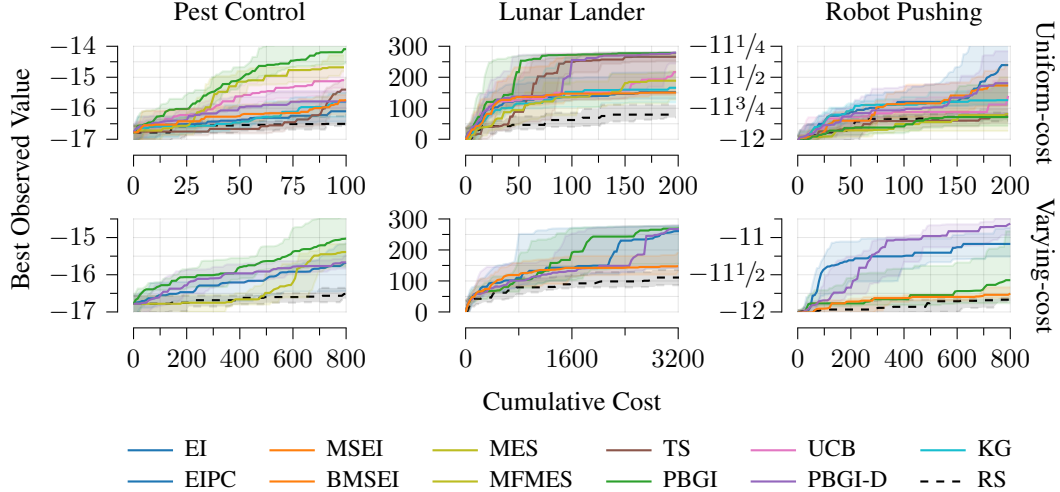 Pest Control Lunar Lander Robot Pushing
Best Observed Value
−14
−15
−16
−17
0 25 50 75 100
300
200
100
0
0 50 100 150 200
−11¹/4
−11¹/2
−11³/4
−12
0 50 100 150 200
Uniform-cost
−15
−16
−17
0 200 400 600 800
300
200
100
0
0 1600 3200
−11
−11¹/2
−12
0 200 400 600 800
Varying-cost
Cumulative Cost
EI MSEI MES TS UCB KG
EIPC BMSEI MFMES PBGI PBGI-D RS